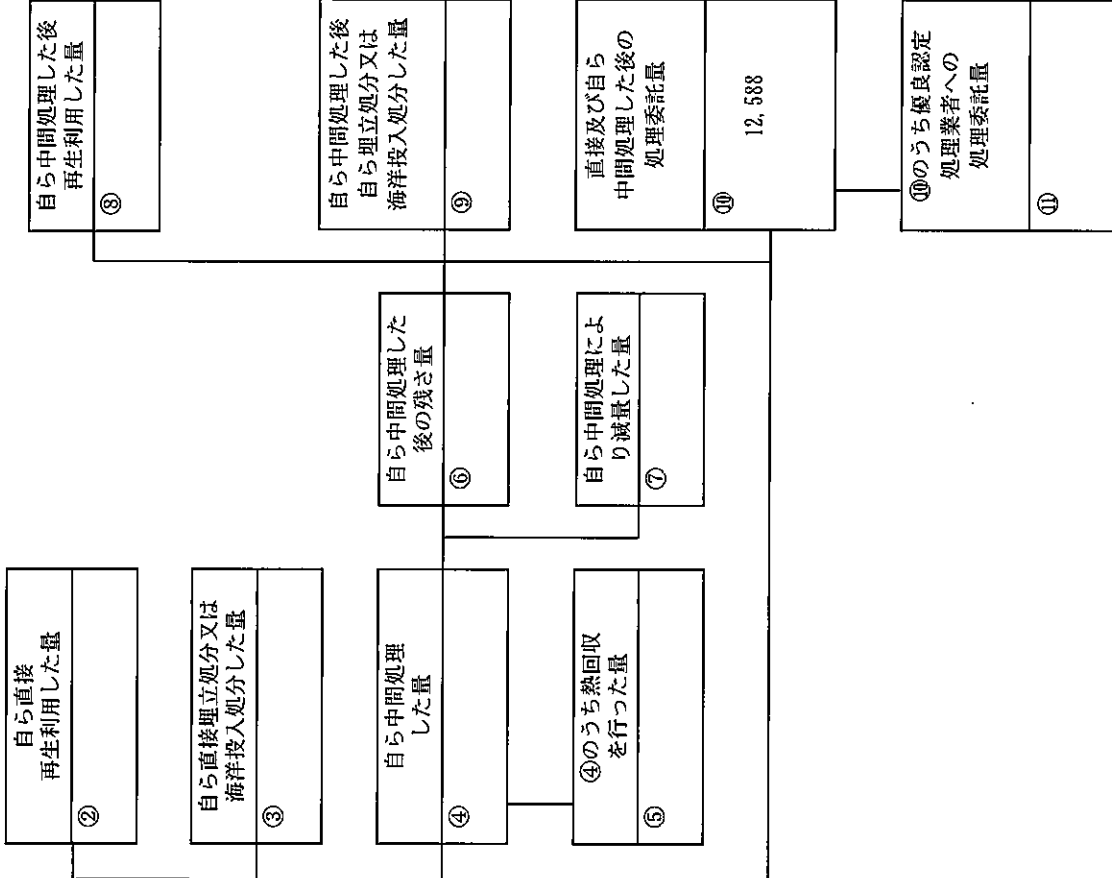 自ら直接
再生利用した量
②
自ら直接埋立処分又は
海洋投入処分した量
③
自ら中間処理
した量
④
④のうち熱回収
を行った量
⑤
自ら中間処理した
後の残さ量
⑥
自ら中間処理によ
り減量した量
⑦
自ら中間処理した後
再生利用した量
⑧
自ら中間処理した後
自ら埋立処分又は
海洋投入処分した量
⑨
直接及び自ら
中間処理した後の
処理委託量
⑩
12,588
⑩のうち優良認定
処理業者への
処理委託量
⑪